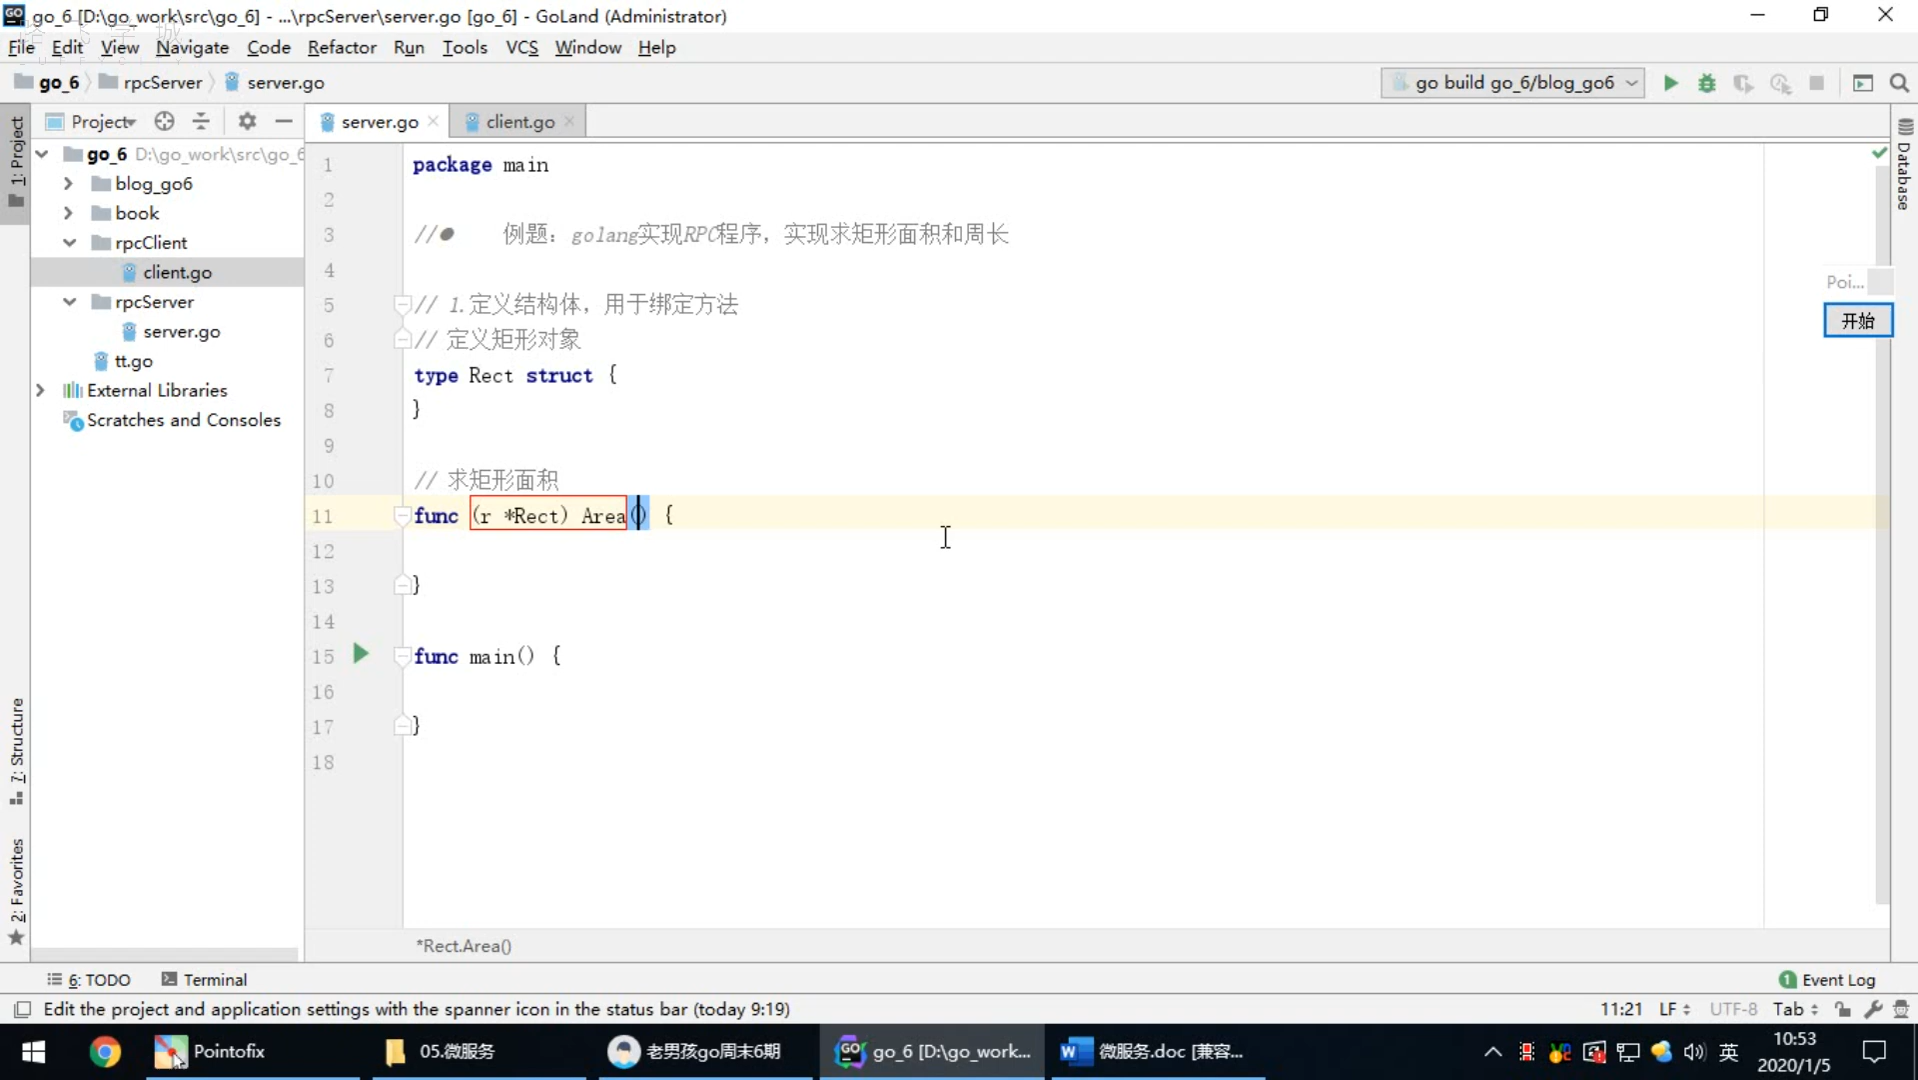 go_6 [D:\go_work\src\go_6] - ...\rpcServer\server.go [go_6] - GoLand (Administrator)
File Edit View Navigate Code Refactor Run Tools VCS Window Help
go_6 rpcServer server.go go build go_6/blog_go6
Project server.go client.go
1: Project
go_6 D:\go_work\src\go_6
blog_go6
book
rpcClient
client.go
rpcServer
server.go
tt.go
External Libraries
Scratches and Consoles
7: Structure
2: Favorites
1 package main
2
3 //● 例题：golang实现RPC程序，实现求矩形面积和周长
4
5 // 1.定义结构体，用于绑定方法
6 // 定义矩形对象
7 type Rect struct {
8 }
9
10 // 求矩形面积
11 func (r *Rect) Area() {
12
13 }
14
15 func main() {
16
17 }
18
Database
Poi...
开始
*Rect.Area()
6: TODO Terminal 1 Event Log
Edit the project and application settings with the spanner icon in the status bar (today 9:19) 11:21 LF UTF-8 Tab
Pointofix 05.微服务 老男孩go周末6期 go_6 [D:\go_work... 微服务.doc [兼容... 英 10:53
2020/1/5